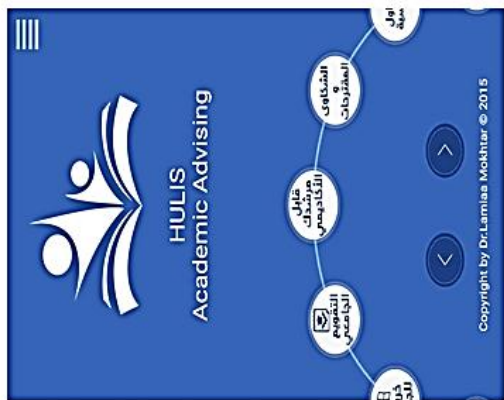 HULIS
Academic Advising
الشكاوى
و
المقترحات
قابل
مرشدك
الأكاديمي
التقويم
الجامعي
Copyright by Dr.Lamiaa Mokhtar © 2015